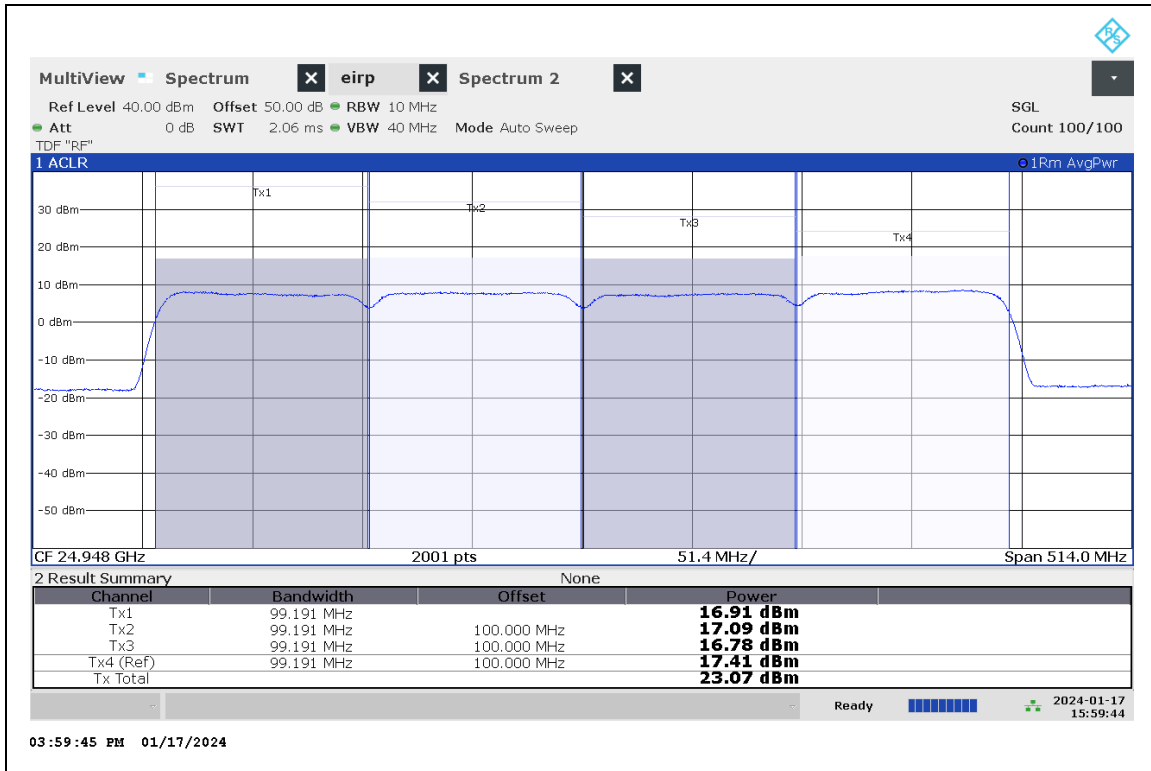 R&S
MultiView Spectrum X eirp X Spectrum 2 X
Ref Level 40.00 dBm Offset 50.00 dB RBW 10 MHz SGL
Att 0 dB SWT 2.06 ms VBW 40 MHz Mode Auto Sweep Count 100/100
TDF "RF"
1 ACLR 1Rm AvgPwr
Tx1
30 dBm Tx2
Tx3
Tx4
20 dBm
10 dBm
0 dBm
-10 dBm
-20 dBm
-30 dBm
-40 dBm
-50 dBm
CF 24.948 GHz 2001 pts 51.4 MHz/ Span 514.0 MHz
2 Result Summary None
Channel Bandwidth Offset Power
Tx1 99.191 MHz 16.91 dBm
Tx2 99.191 MHz 100.000 MHz 17.09 dBm
Tx3 99.191 MHz 100.000 MHz 16.78 dBm
Tx4 (Ref) 99.191 MHz 100.000 MHz 17.41 dBm
Tx Total 23.07 dBm
Ready 2024-01-17
15:59:44
03:59:45 PM 01/17/2024